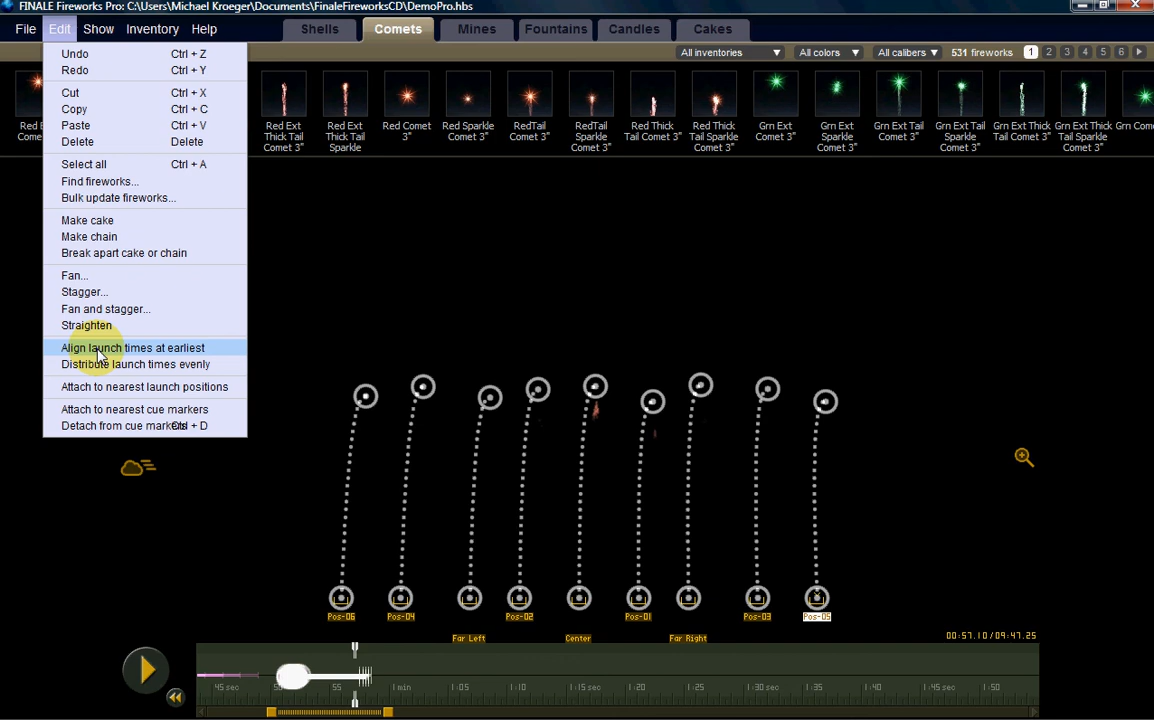 FINALE Fireworks Pro: C:\Users\Michael Kroeger\Documents\FinaleFireworksCD\DemoPro.hbs
File Edit Show Inventory Help Shells Comets Mines Fountains Candles Cakes
All inventories All colors All calibers 531 fireworks 1 2 3 4 5 6
Undo Ctrl + Z
Redo Ctrl + Y
Cut Ctrl + X
Copy Ctrl + C
Paste Ctrl + V
Delete Delete
Select all Ctrl + A
Find fireworks...
Bulk update fireworks...
Make cake
Make chain
Break apart cake or chain
Fan...
Stagger...
Fan and stagger...
Straighten
Align launch times at earliest
Distribute launch times evenly
Attach to nearest launch positions
Attach to nearest cue markers
Detach from cue markers Ctrl + D
Red Ext Thick Tail Comet 3"
Red Ext Thick Tail Sparkle
Red Comet 3"
Red Sparkle Comet 3"
RedTail Comet 3"
RedTail Sparkle Comet 3"
Red Thick Tail Comet 3"
Red Thick Tail Sparkle Comet 3"
Grn Ext Comet 3"
Grn Ext Sparkle Comet 3"
Grn Ext Tail Comet 3"
Grn Ext Tail Sparkle Comet 3"
Grn Ext Thick Tail Comet 3"
Grn Ext Thick Tail Sparkle Comet 3"
Grn Com
Pos-06 Pos-04 Pos-02 Pos-01 Pos-03 Pos-05
Far Left Center Far Right
00:57.10/09:47.25
45 sec 55 1 min 1:05 1:10 1:15 sec 1:20 1:25 1:30 sec 1:35 1:40 1:45 sec 1:50